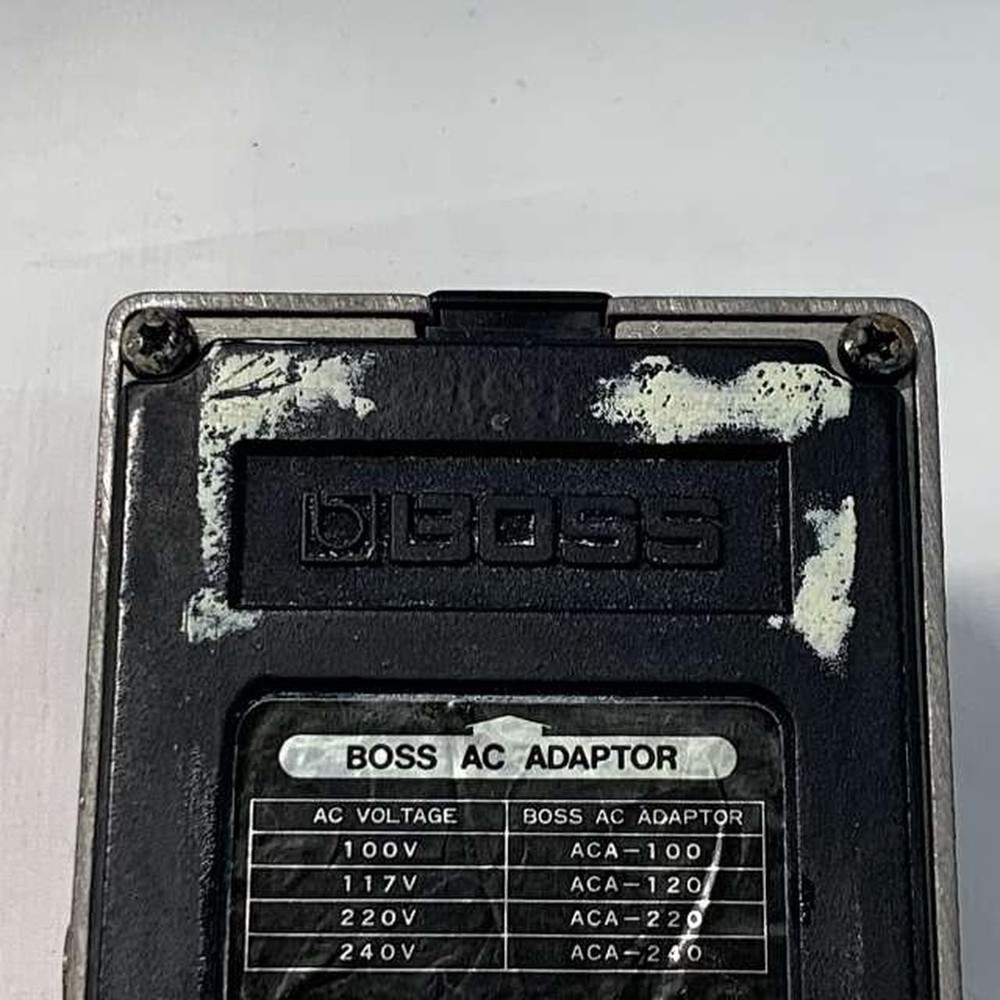 BOSS
BOSS AC ADAPTOR
AC VOLTAGE BOSS AC ADAPTOR
100V ACA-100
117V ACA-120
220V ACA-220
240V ACA-240